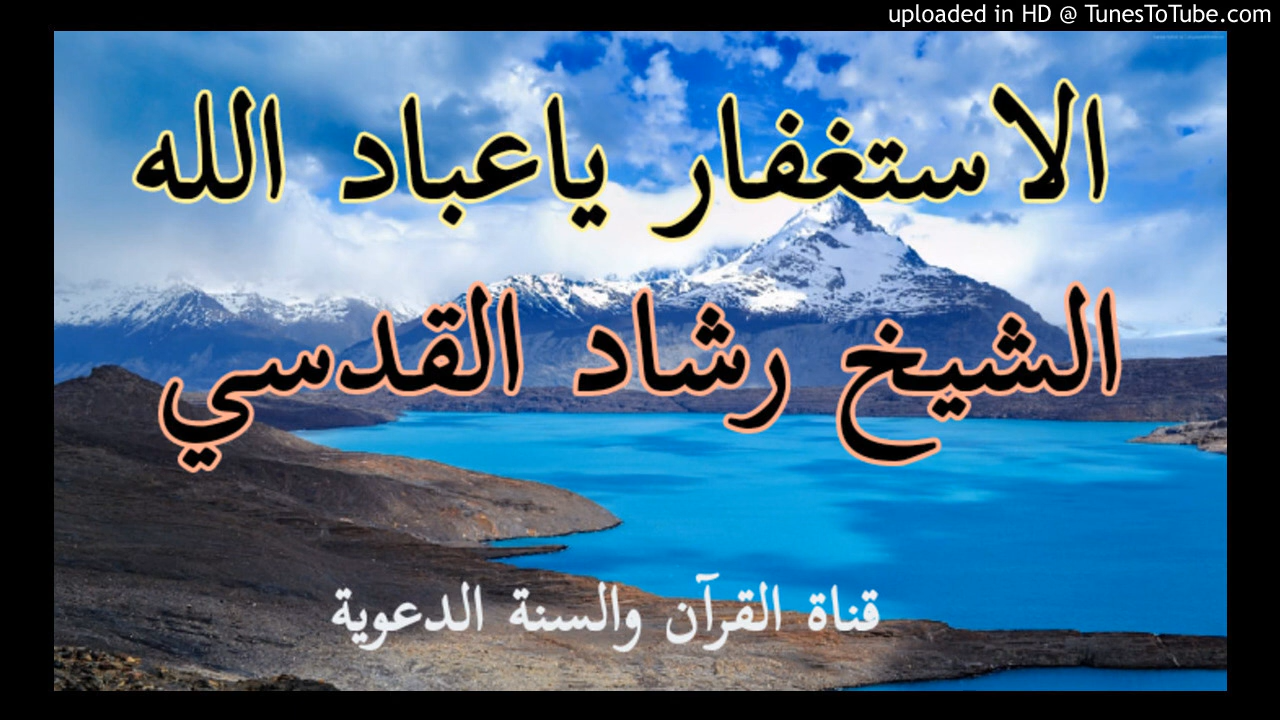 uploaded in HD @ TunesToTube.com
الاستغفار ياعباد الله
الشيخ رشاد القدسي
قناة القرآن والسنة الدعوية